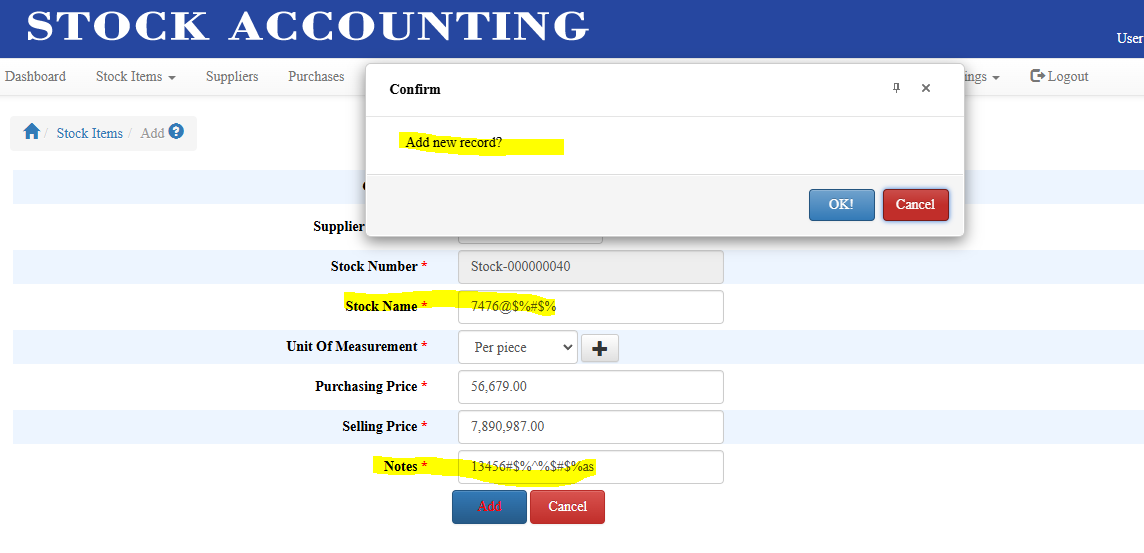 STOCK ACCOUNTING
User
Dashboard Stock Items Suppliers Purchases ings Logout
Confirm
Add new record?
OK! Cancel
Stock Items / Add
Supplier
Stock Number * Stock-000000040
Stock Name * 7476@$%#$%
Unit Of Measurement * Per piece
Purchasing Price * 56,679.00
Selling Price * 7,890,987.00
Notes * 13456#$%^%$#$%as
Add Cancel